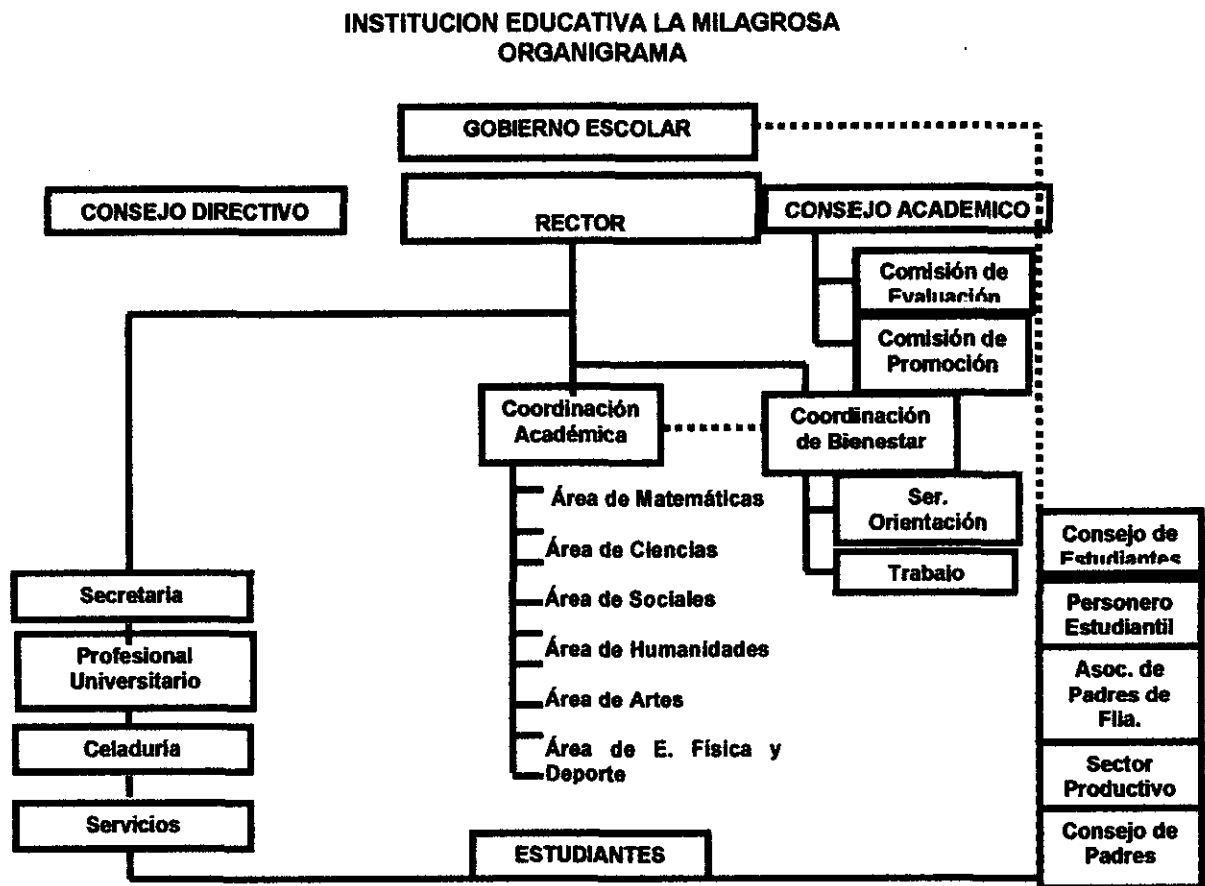 INSTITUCION EDUCATIVA LA MILAGROSA
ORGANIGRAMA
GOBIERNO ESCOLAR
CONSEJO DIRECTIVO
RECTOR
CONSEJO ACADEMICO
Comisión de
Evaluación
Comisión de
Promoción
Coordinación
Académica
Coordinación
de Bienestar
Área de Matemáticas
Área de Ciencias
Área de Sociales
Área de Humanidades
Área de Artes
Área de E. Física y
Deporte
Ser.
Orientación
Trabajo
Secretaria
Profesional
Universitario
Celaduría
Servicios
Consejo de
Estudiantes
Personero
Estudiantil
Asoc. de
Padres de
Flia.
Sector
Productivo
Consejo de
Padres
ESTUDIANTES